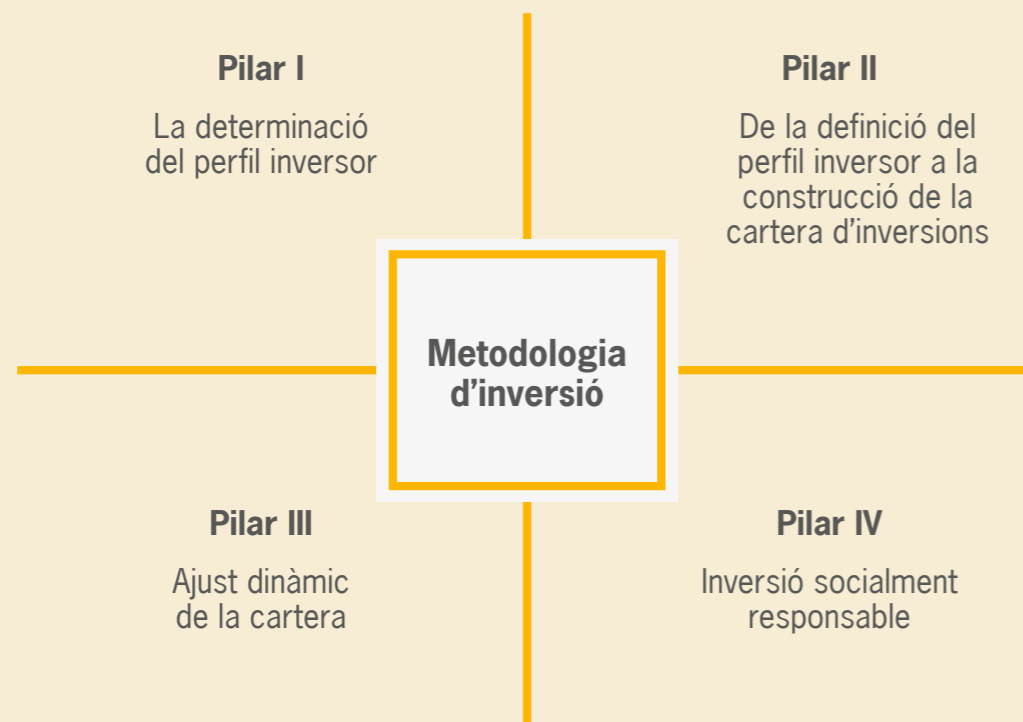 Pilar I
La determinació
del perfil inversor
Pilar II
De la definició del
perfil inversor a la
construcció de la
cartera d'inversions
Metodologia
d'inversió
Pilar III
Ajust dinàmic
de la cartera
Pilar IV
Inversió socialment
responsable